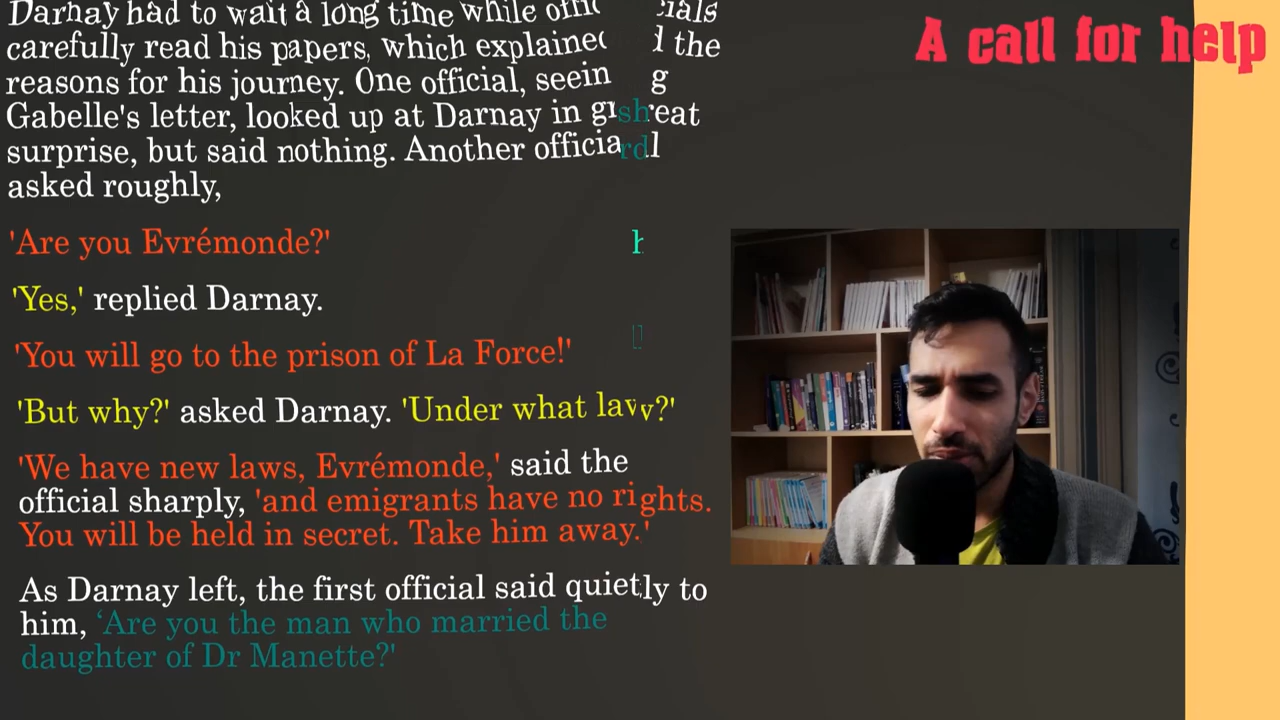 A call for help
Darnay had to wait a long time while officials
carefully read his papers, which explained the
reasons for his journey. One official, seeing
Gabelle's letter, looked up at Darnay in great
surprise, but said nothing. Another official
asked roughly,
'Are you Evrémonde?'
'Yes,' replied Darnay.
'You will go to the prison of La Force!'
'But why?' asked Darnay. 'Under what law?'
'We have new laws, Evrémonde,' said the
official sharply, 'and emigrants have no rights.
You will be held in secret. Take him away.'
As Darnay left, the first official said quietly to
him, 'Are you the man who married the
daughter of Dr Manette?'